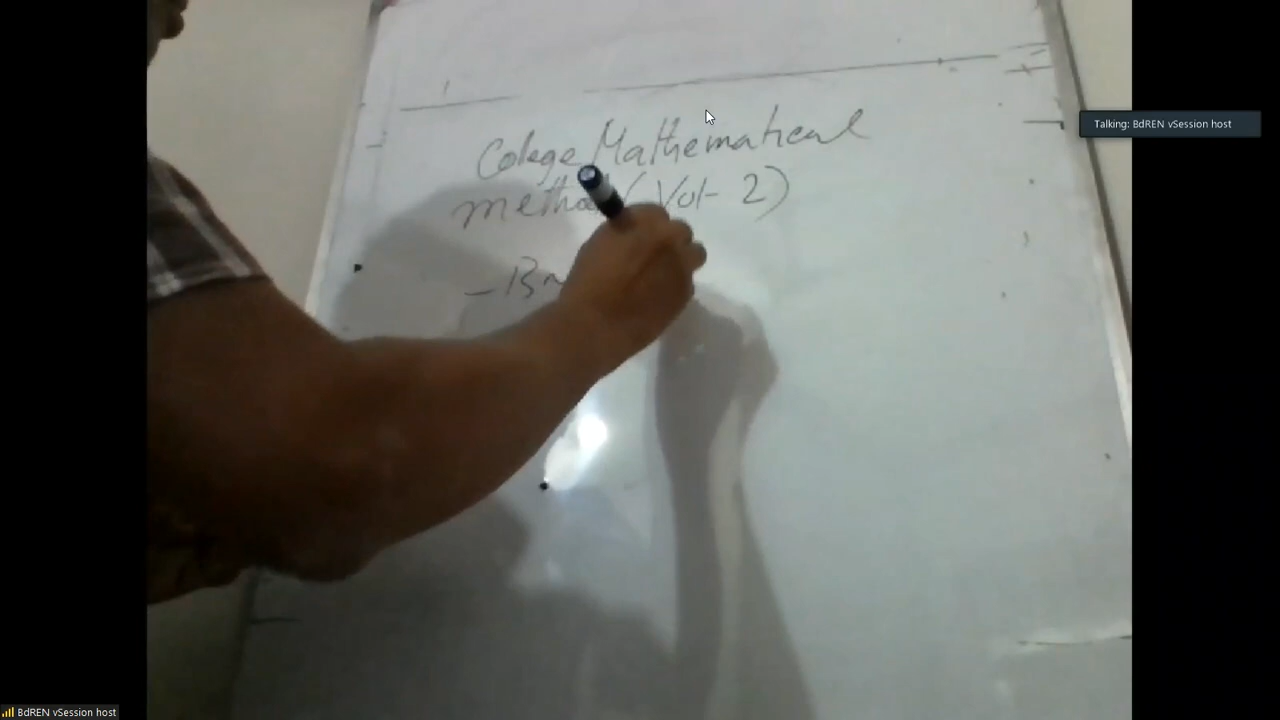 Colege Mathematical
method (Vol- 2)
Talking: BdREN vSession host
BdREN vSession host